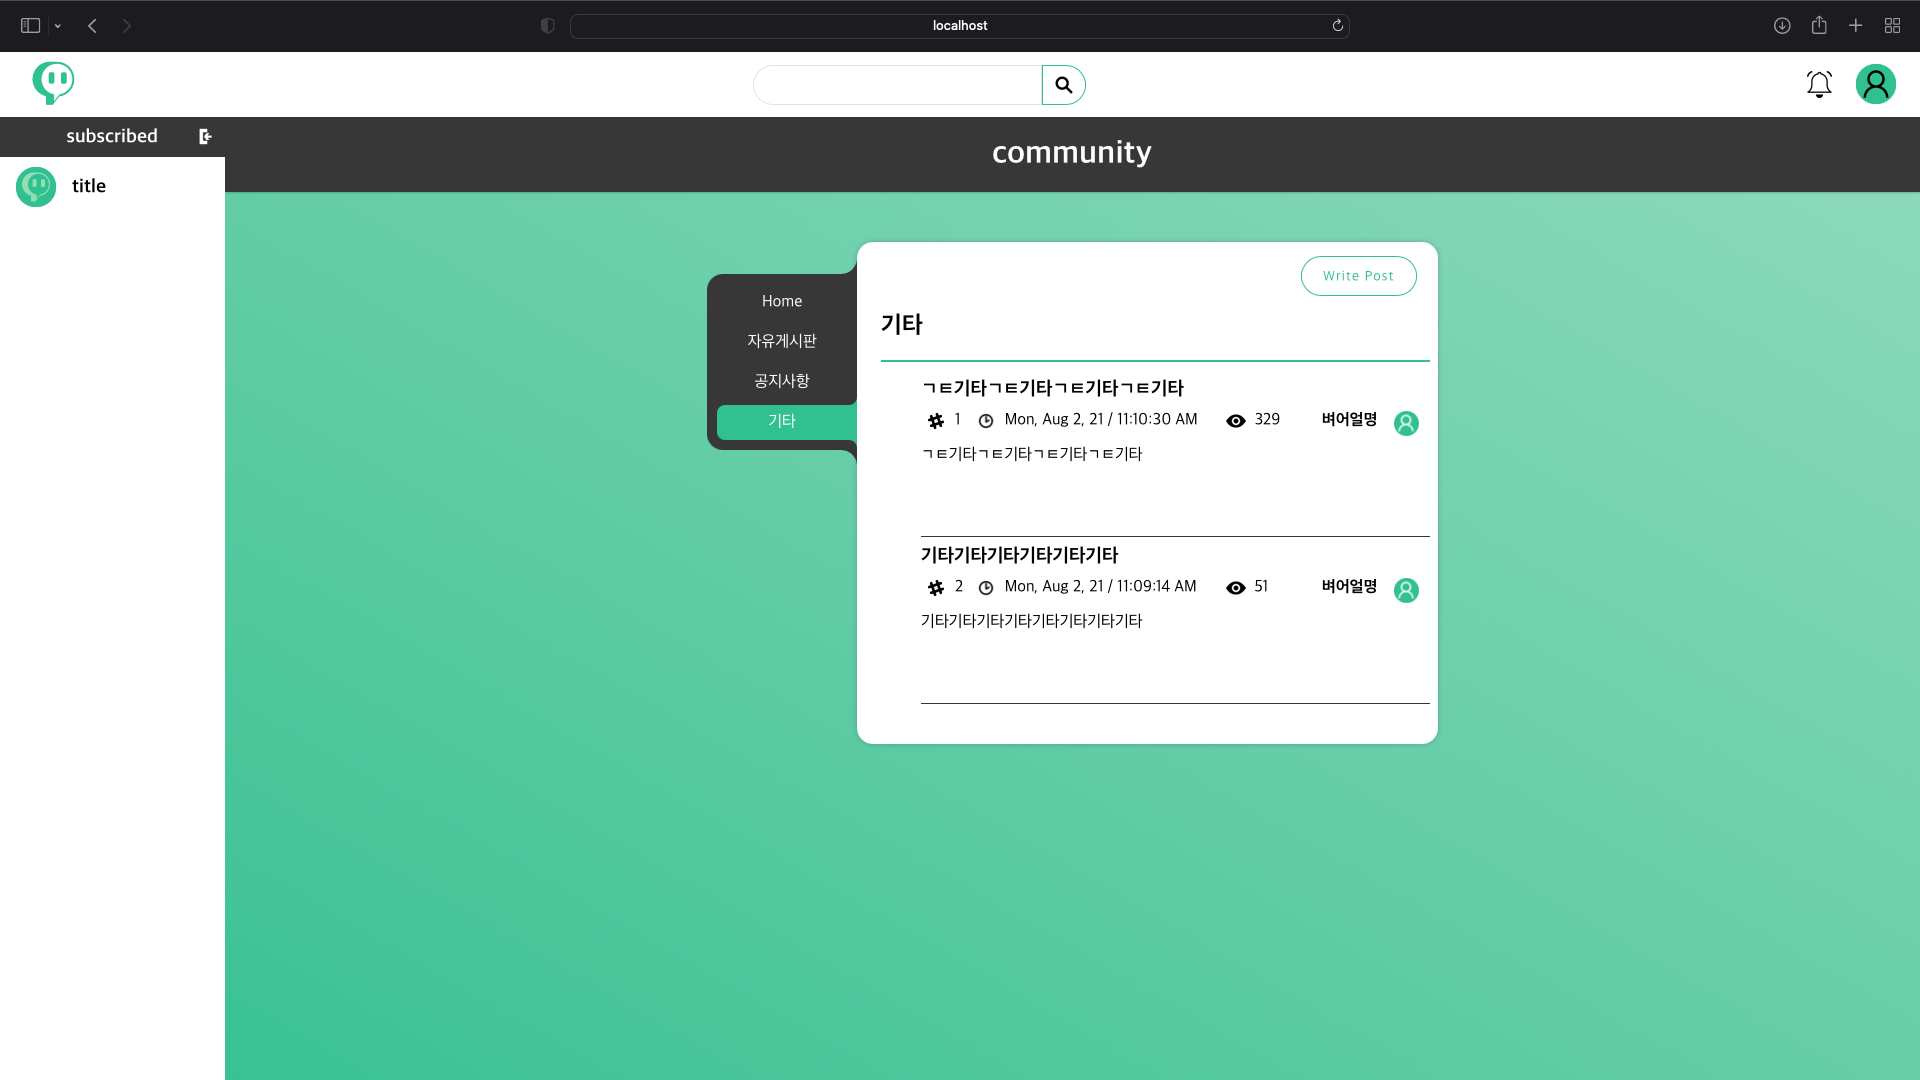 localhost
subscribed
community
title
Write Post
Home
자유게시판
공지사항
기타
기타
ㄱㅌ기타ㄱㅌ기타ㄱㅌ기타ㄱㅌ기타
1 Mon, Aug 2, 21 / 11:10:30 AM 329 벼어얼명
ㄱㅌ기타ㄱㅌ기타ㄱㅌ기타ㄱㅌ기타
기타기타기타기타기타기타
2 Mon, Aug 2, 21 / 11:09:14 AM 51 벼어얼명
기타기타기타기타기타기타기타기타